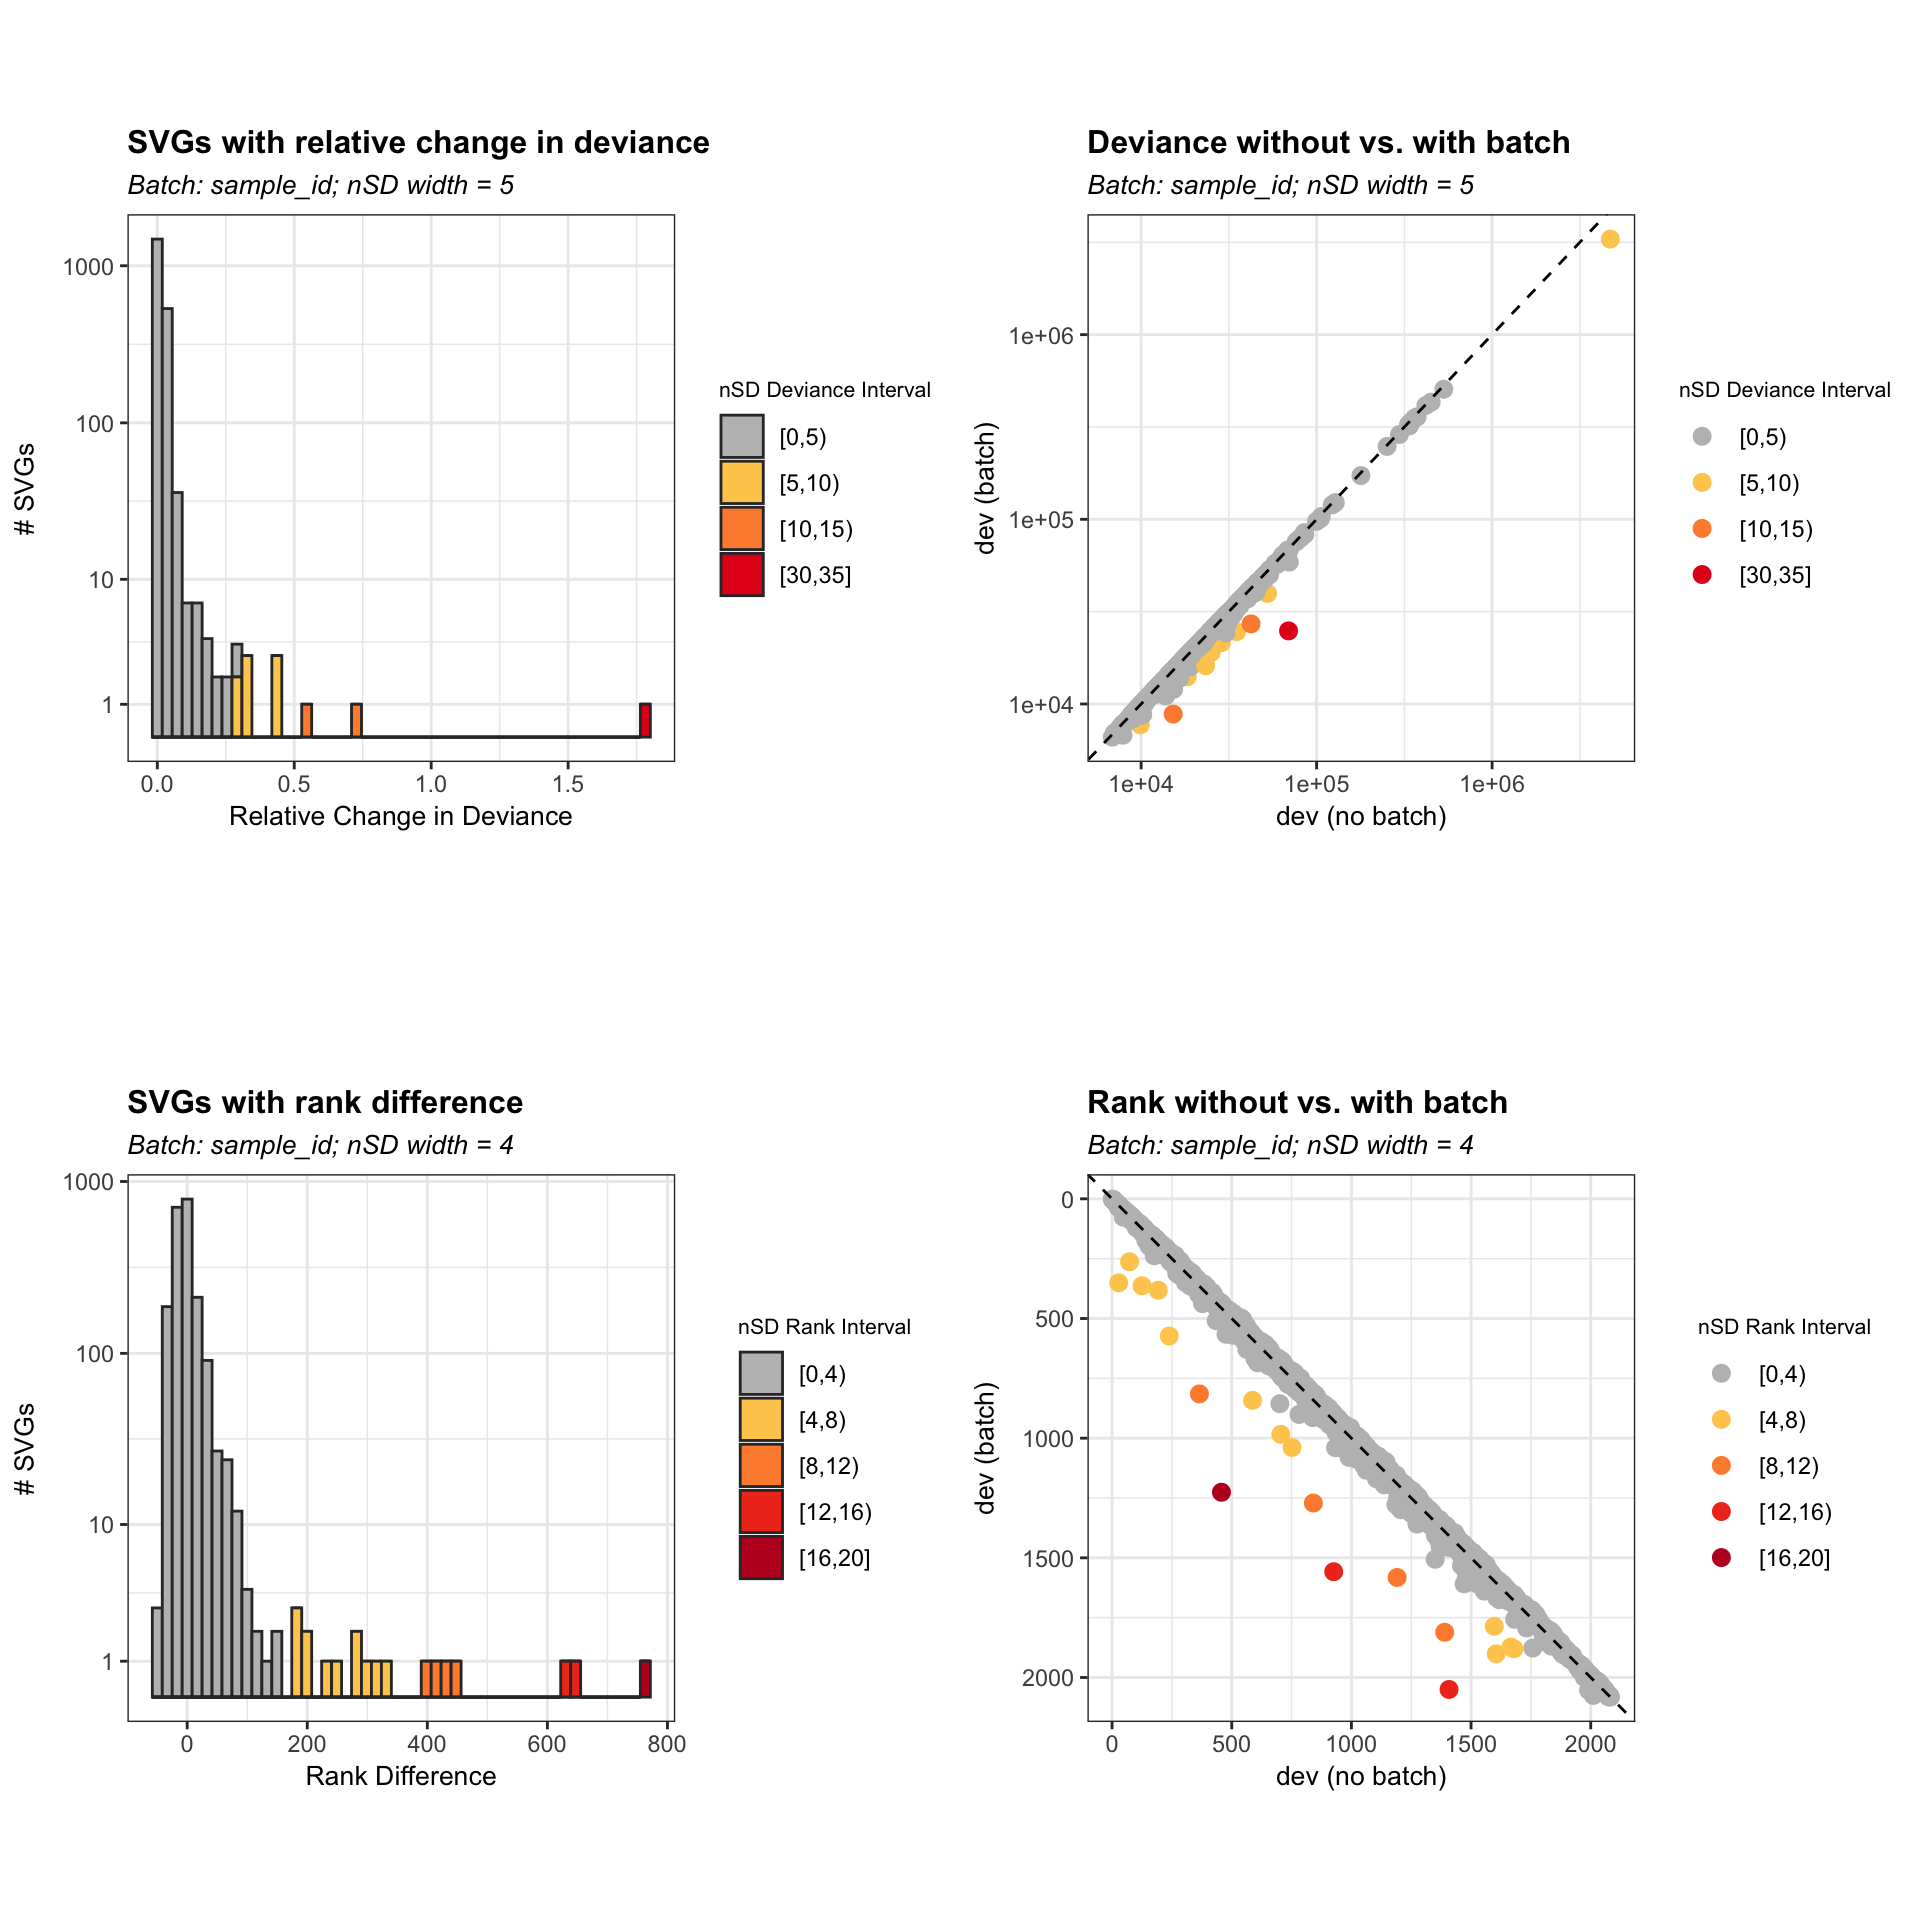 SVGs with relative change in deviance
Batch: sample_id; nSD width = 5
# SVGs
1000
100
10
1
0.0
0.5
1.0
1.5
Relative Change in Deviance
nSD Deviance Interval
[0,5)
[5,10)
[10,15)
[30,35]
Deviance without vs. with batch
Batch: sample_id; nSD width = 5
dev (batch)
1e+06
1e+05
1e+04
1e+04
1e+05
1e+06
dev (no batch)
nSD Deviance Interval
[0,5)
[5,10)
[10,15)
[30,35]
SVGs with rank difference
Batch: sample_id; nSD width = 4
# SVGs
1000
100
10
1
0
200
400
600
800
Rank Difference
nSD Rank Interval
[0,4)
[4,8)
[8,12)
[12,16)
[16,20]
Rank without vs. with batch
Batch: sample_id; nSD width = 4
dev (batch)
0
500
1000
1500
2000
0
500
1000
1500
2000
dev (no batch)
nSD Rank Interval
[0,4)
[4,8)
[8,12)
[12,16)
[16,20]